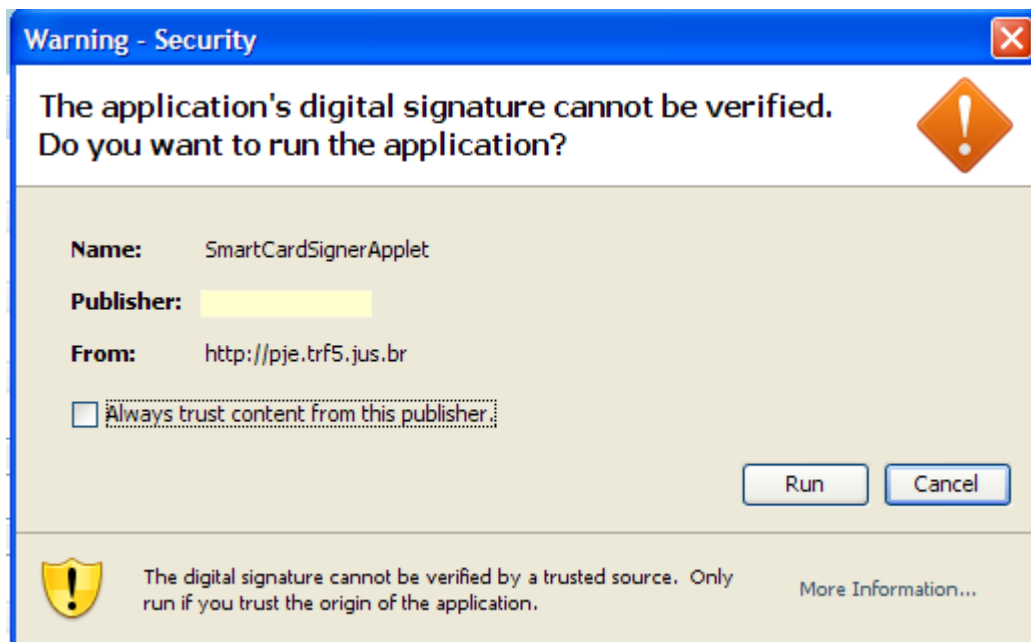 Warning - Security
The application's digital signature cannot be verified.
Do you want to run the application?
Name: SmartCardSignerApplet
Publisher:
From: http://pje.trf5.jus.br
Always trust content from this publisher.
Run Cancel
The digital signature cannot be verified by a trusted source. Only
run if you trust the origin of the application.
More Information...